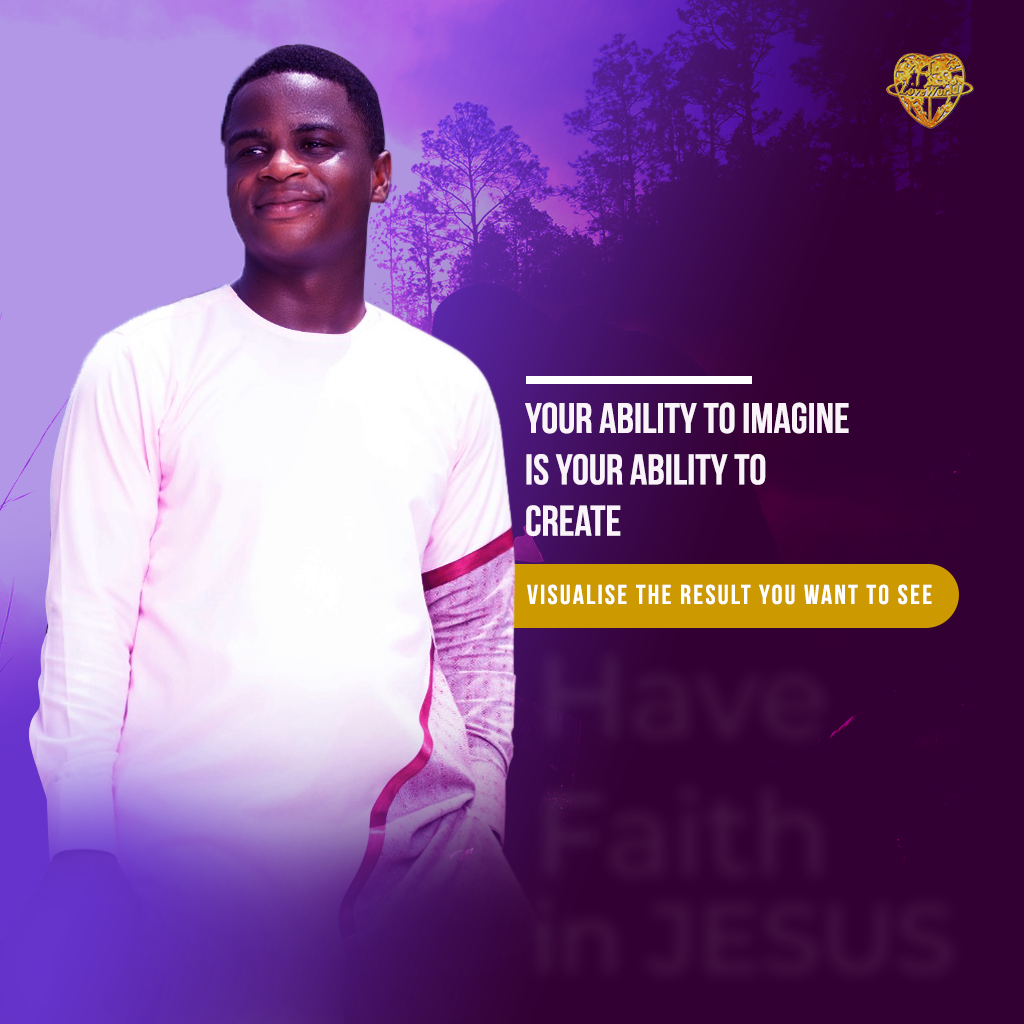 LoveWorld
YOUR ABILITY TO IMAGINE
IS YOUR ABILITY TO
CREATE
VISUALISE THE RESULT YOU WANT TO SEE
Have
Faith
in JESUS